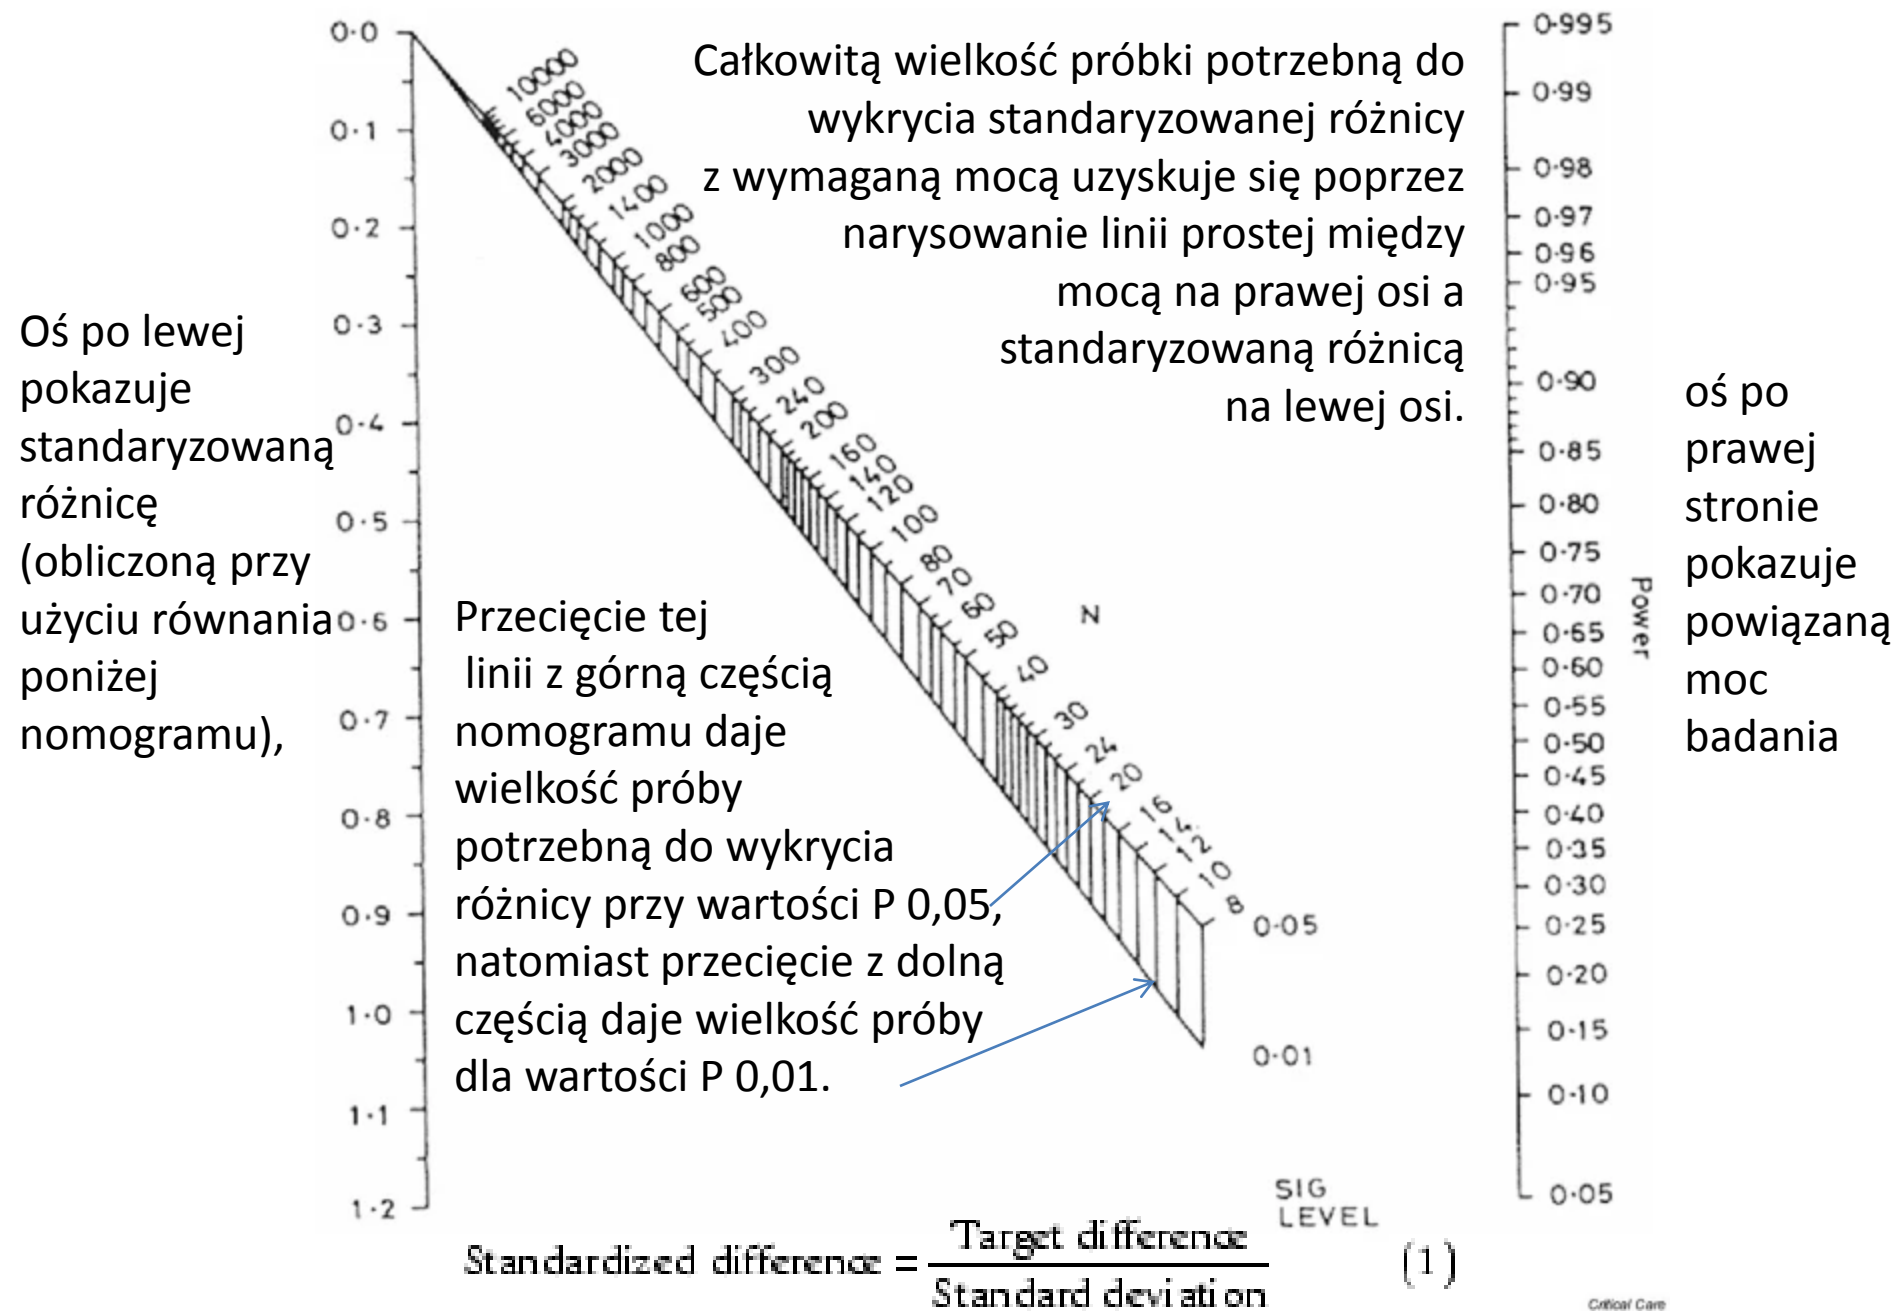 Całkowitą wielkość próbki potrzebną do
wykrycia standaryzowanej różnicy
z wymaganą mocą uzyskuje się poprzez
narysowanie linii prostej między
mocą na prawej osi a
standaryzowaną różnicą
na lewej osi.
Oś po lewej
pokazuje
standaryzowaną
różnicę
(obliczoną przy
użyciu równania
poniżej
nomogramu),
0·0
0·1
0·2
0·3
0·4
0·5
0·6
0·7
0·8
0·9
1·0
1·1
1·2
10000
6000
4000
3000
2000
1400
1000
800
600
500
400
300
240
200
160
140
120
100
80
70
60
50
40
30
24
20
16
14
12
10
8
N
0·05
0·01
SIG
LEVEL
Przecięcie tej
linii z górną częścią
nomogramu daje
wielkość próby
potrzebną do wykrycia
różnicy przy wartości P 0,05,
natomiast przecięcie z dolną
częścią daje wielkość próby
dla wartości P 0,01.
0·995
0·99
0·98
0·97
0·96
0·95
0·90
0·85
0·80
0·75
0·70
0·65
0·60
0·55
0·50
0·45
0·40
0·35
0·30
0·25
0·20
0·15
0·10
0·05
Power
oś po
prawej
stronie
pokazuje
powiązaną
moc
badania
Standardized difference = Target difference / Standard deviation (1)
Critical Care